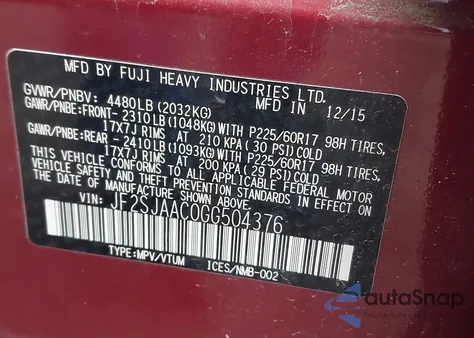 MFD BY FUJI HEAVY INDUSTRIES LTD. 12/15
GVWR/PNBV: 4480LB(2032KG)
GAWR/PNBE:FRONT- 2310LB(1048KG)WITH P225/60R17 98H TIRES,
17X7J RIMS AT 210 KPA(30 PSI)COLD
GAWR/PNBE:REAR - 2410LB(1093KG)WITH P225/60R17 98H TIRES,
17X7J RIMS AT 200 KPA(29 PSI)COLD
THIS VEHICLE CONFORMS TO ALL APPLICABLE FEDERAL MOTOR
VEHICLE SAFETY, BUMPER, AND THEFT PREVENTION STANDARDS IN
EFFECT ON THE DATE OF MANUFACTURE SHOWN ABOVE.
VIN: JF2SJAAC0GG504376
TYPE:MPV/VTUM ICES/NMB-002
autoSnap